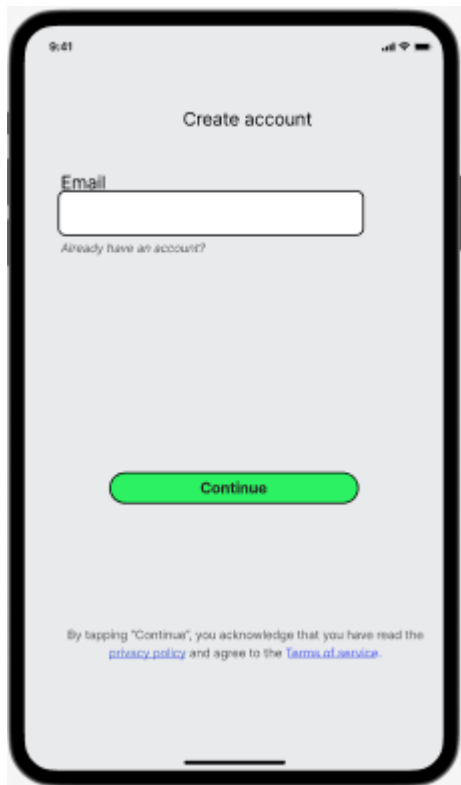 9:41
Create account
Email
Already have an account?
Continue
By tapping "Continue", you acknowledge that you have read the
privacy policy and agree to the Terms of service.